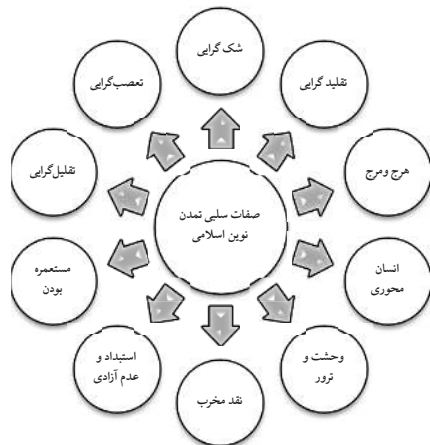 صفات سلبی تمدن
نوین اسلامی
شک گرایی
تقلید گرایی
هرج ومرج
انسان
محوری
وحشت و
ترور
نقد مخرب
استبداد و
عدم آزادی
مستعمره
بودن
تقلیل‌گرایی
تعصب‌گرایی